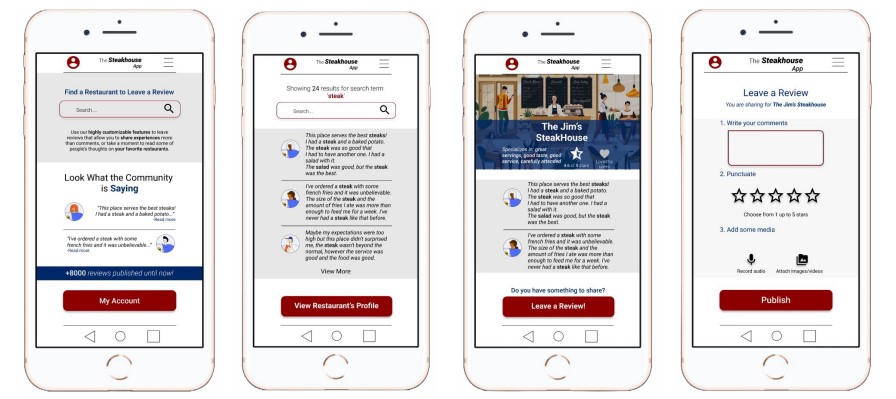 The Steakhouse
App
Find a Restaurant to Leave a Review
Search...
Use our highly customizable features to leave
reviews that allow you to share experiences more
than comments, or take a moment to read some of
people's thoughts on your favorite restaurants.
Look What the Community
is Saying
"This place serves the best steaks!
I had a steak and a baked potato..."
-Read more
"I've ordered a steak with some
french fries and it was unbelievable..."
-Read more
+8000 reviews published until now!
My Account
The Steakhouse
App
Showing 24 results for search term
'steak'
Search...
This place serves the best steaks!
I had a steak and a baked potato.
The steak was so good that
I had to have another one. I had a
salad with it.
The salad was good, but the steak
was the best.
I've ordered a steak with some
french fries and it was unbelievable.
The size of the steak and the
amount of fries I ate was more than
enough to feed me for a week. I've
never had a steak like that before.
Maybe my expectations were too
high but this place didn't surprised
me, the steak wasn't beyond the
normal, however the service was
good and the food was good.
View More
View Restaurant's Profile
The Steakhouse
App
The Jim's
SteakHouse
Specializes in: great
servings, good taste, good
service, carefully attended
of 5 stars
This place serves the best steaks!
I had a steak and a baked potato.
The steak was so good that
I had to have another one. I had a
salad with it.
The salad was good, but the steak
was the best.
I've ordered a steak with some
french fries and it was unbelievable.
The size of the steak and the
amount of fries I ate was more than
enough to feed me for a week. I've
never had a steak like that before.
Do you have something to share?
Leave a Review!
The Steakhouse
App
Leave a Review
You are sharing for The Jim's Steakhouse
1. Write your comments
2. Punctuate
Choose from 1 up to 5 stars
3. Add some media
Record audio
Attach images/videos
Publish